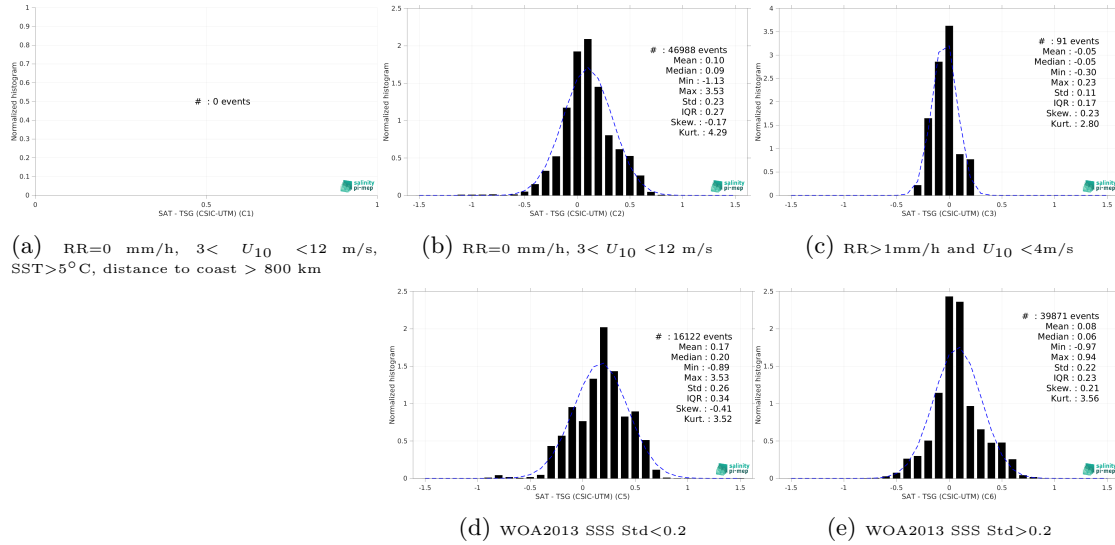 1
0.9
0.8
0.7
0.6
0.5
0.4
0.3
0.2
0.1
0
Normalized histogram
# : 0 events
salinity
pi-mep
0 0.5 1
SAT - TSG (CSIC-UTM) (C1)
(a) RR=0 mm/h, 3< U10 <12 m/s,
SST>5°C, distance to coast > 800 km
2.5
2
1.5
1
0.5
0
Normalized histogram
# : 46988 events
Mean : 0.10
Median : 0.09
Min : -1.13
Max : 3.53
Std : 0.23
IQR : 0.27
Skew. : -0.17
Kurt. : 4.29
salinity
pi-mep
-1.5 -1 -0.5 0 0.5 1 1.5
SAT - TSG (CSIC-UTM) (C2)
(b) RR=0 mm/h, 3< U10 <12 m/s
4
3.5
3
2.5
2
1.5
1
0.5
0
Normalized histogram
# : 91 events
Mean : -0.05
Median : -0.05
Min : -0.30
Max : 0.23
Std : 0.11
IQR : 0.17
Skew. : 0.23
Kurt. : 2.80
salinity
pi-mep
-1.5 -1 -0.5 0 0.5 1 1.5
SAT - TSG (CSIC-UTM) (C3)
(c) RR>1mm/h and U10 <4m/s
2.5
2
1.5
1
0.5
0
Normalized histogram
# : 16122 events
Mean : 0.17
Median : 0.20
Min : -0.89
Max : 3.53
Std : 0.26
IQR : 0.34
Skew. : -0.41
Kurt. : 3.52
salinity
pi-mep
-1.5 -1 -0.5 0 0.5 1 1.5
SAT - TSG (CSIC-UTM) (C5)
(d) WOA2013 SSS Std<0.2
2.5
2
1.5
1
0.5
0
Normalized histogram
# : 39871 events
Mean : 0.08
Median : 0.06
Min : -0.97
Max : 0.94
Std : 0.22
IQR : 0.23
Skew. : 0.21
Kurt. : 3.56
salinity
pi-mep
-1.5 -1 -0.5 0 0.5 1 1.5
SAT - TSG (CSIC-UTM) (C6)
(e) WOA2013 SSS Std>0.2